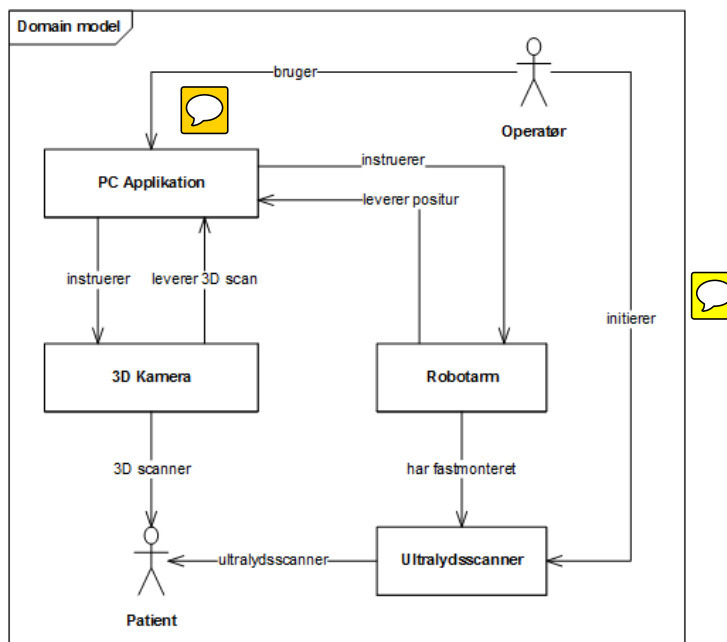 Domain model
bruger
Operatør
PC Applikation
instruerer
leverer positur
instruerer
leverer 3D scan
initierer
3D Kamera
Robotarm
3D scanner
har fastmonteret
ultralydsscanner
Ultralydsscanner
Patient